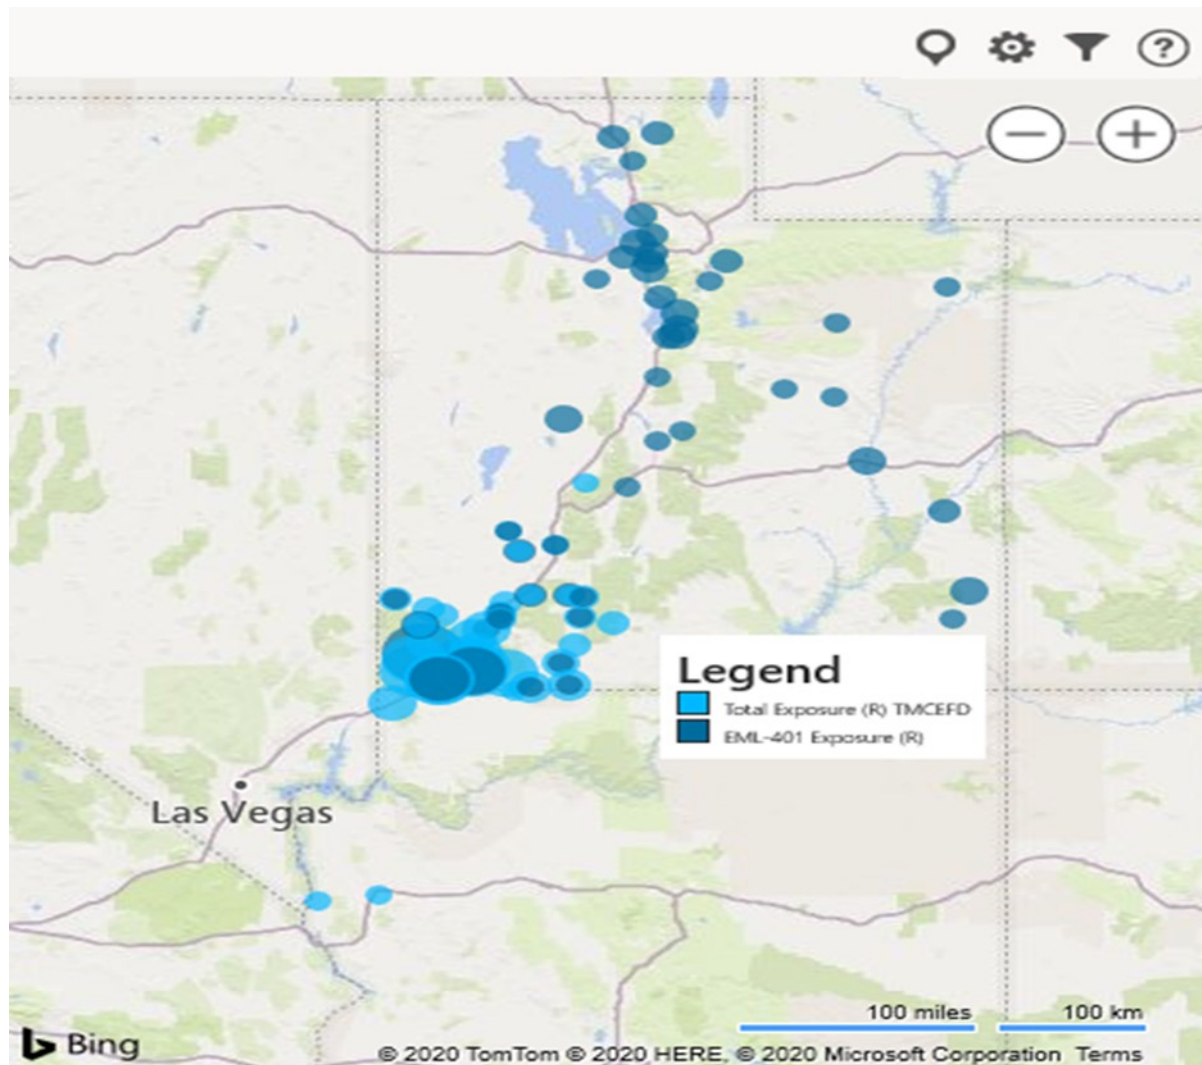 ?
Legend
Total Exposure (R) TMCEFD
EML-401 Exposure (R)
Las Vegas
100 miles 100 km
Bing
© 2020 TomTom © 2020 HERE, © 2020 Microsoft Corporation Terms